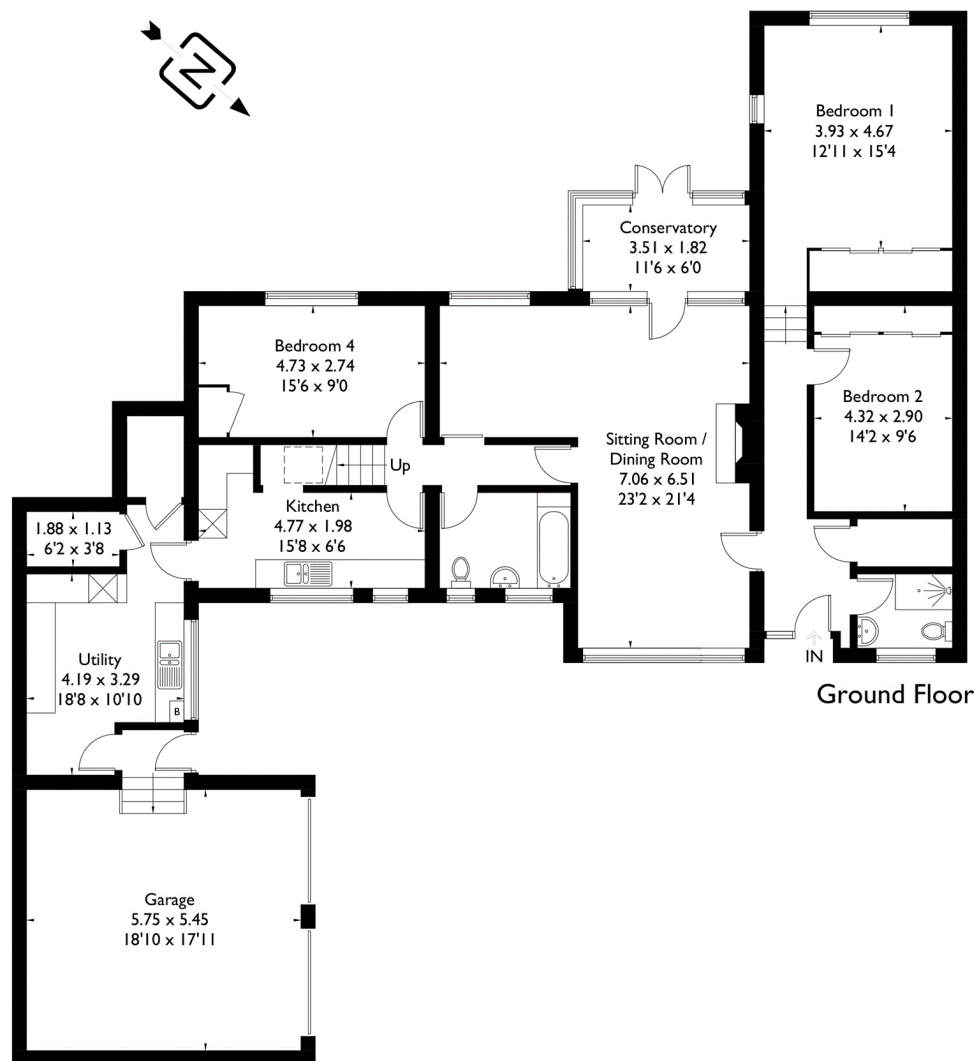 N
Bedroom 1
3.93 x 4.67
12'11 x 15'4
Conservatory
3.51 x 1.82
11'6 x 6'0
Bedroom 4
4.73 x 2.74
15'6 x 9'0
Bedroom 2
4.32 x 2.90
14'2 x 9'6
Sitting Room /
Dining Room
7.06 x 6.51
23'2 x 21'4
Up
Kitchen
4.77 x 1.98
15'8 x 6'6
1.88 x 1.13
6'2 x 3'8
Utility
4.19 x 3.29
18'8 x 10'10
B
IN
Ground Floor
Garage
5.75 x 5.45
18'10 x 17'11